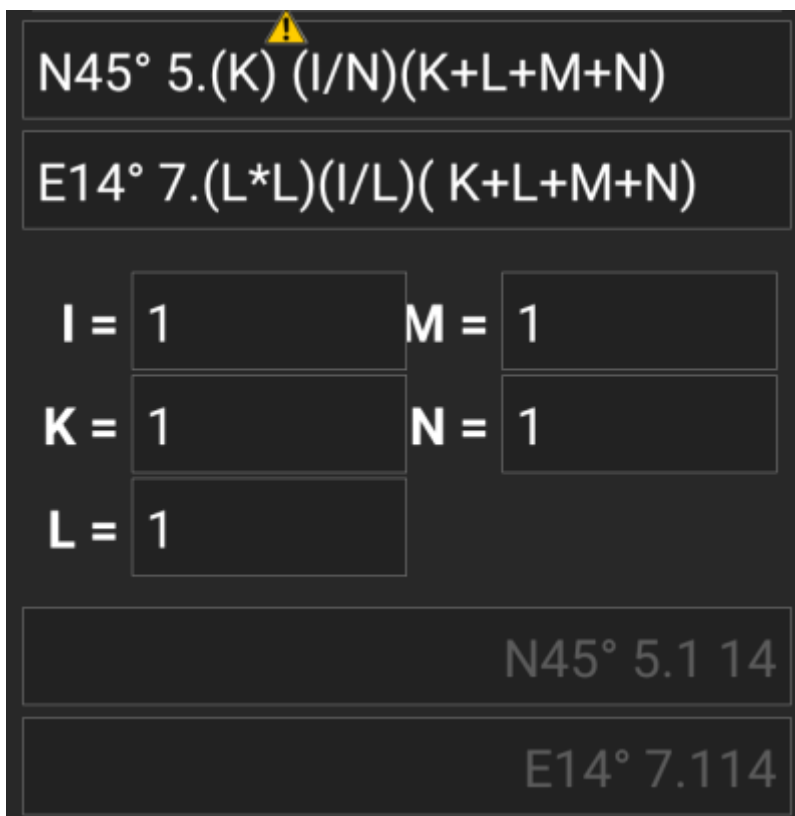 N45° 5.(K) (I/N)(K+L+M+N)
E14° 7.(L*L)(I/L)( K+L+M+N)
I = 1 M = 1
K = 1 N = 1
L = 1
N45° 5.1 14
E14° 7.114